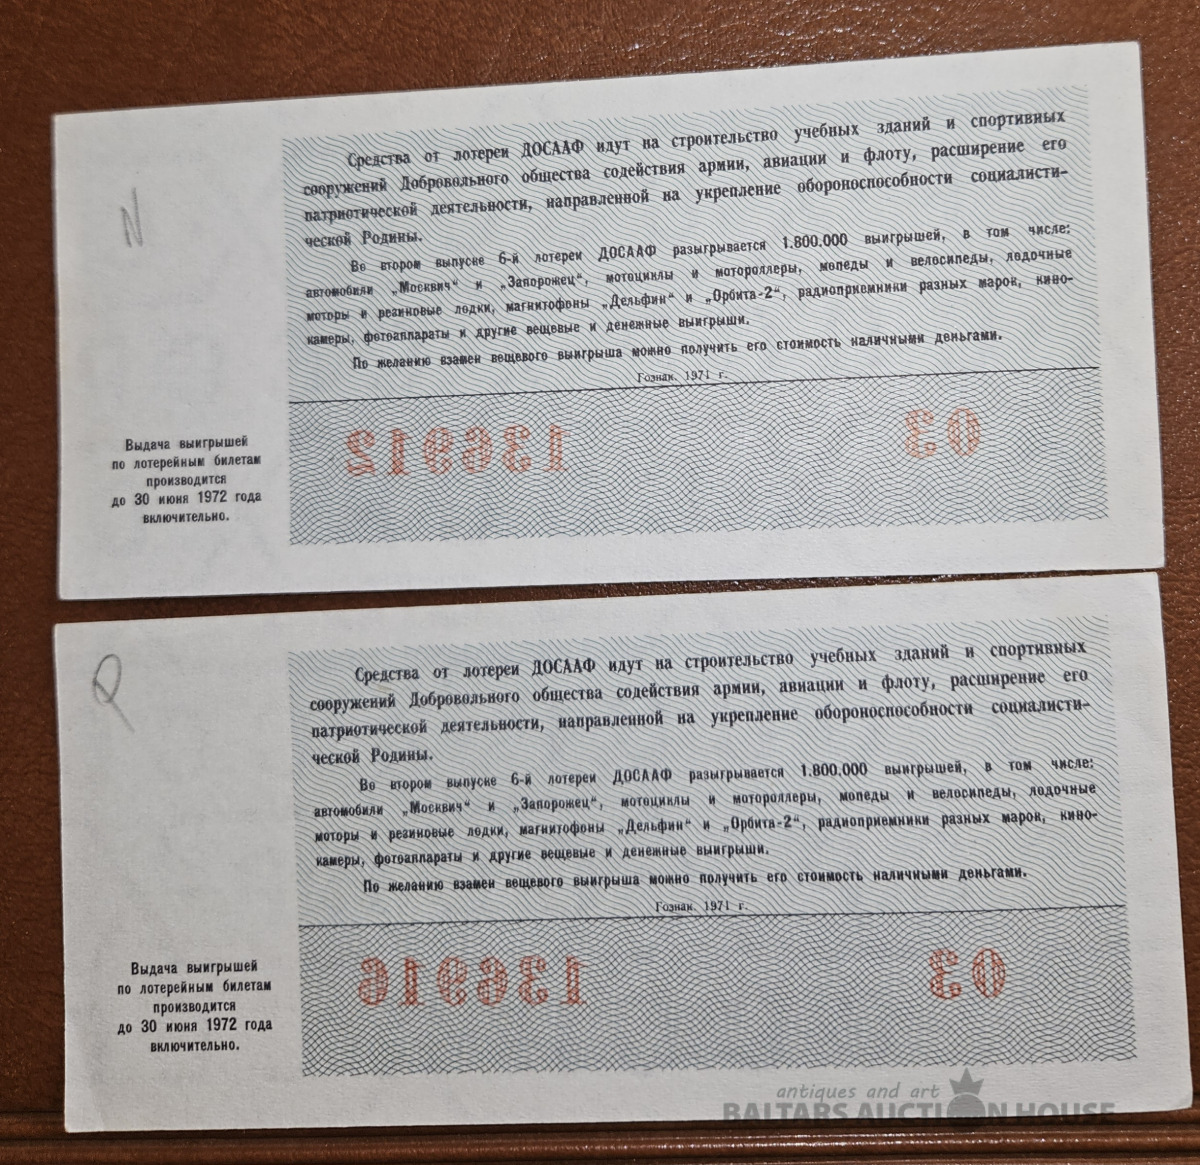 N
Средства от лотереи ДОСААФ идут на строительство учебных зданий и спортивных
сооружений Добровольного общества содействия армии, авиации и флоту, расширение его
патриотической деятельности, направленной на укрепление обороноспособности социалисти-
ческой Родины.
Во втором выпуске 6-й лотереи ДОСААФ разыгрывается 1.800.000 выигрышей, в том числе:
автомобили „Москвич“ и „Запорожец“, мотоциклы и мотороллеры, мопеды и велосипеды, лодочные
моторы и резиновые лодки, магнитофоны „Дельфин“ и „Орбита-2“, радиоприемники разных марок, кино-
камеры, фотоаппараты и другие вещевые и денежные выигрыши.
По желанию взамен вещевого выигрыша можно получить его стоимость наличными деньгами.
Гознак. 1971 г.
03 136912
Выдача выигрышей
по лотерейным билетам
производится
до 30 июня 1972 года
включительно.
Q
Средства от лотереи ДОСААФ идут на строительство учебных зданий и спортивных
сооружений Добровольного общества содействия армии, авиации и флоту, расширение его
патриотической деятельности, направленной на укрепление обороноспособности социалисти-
ческой Родины.
Во втором выпуске 6-й лотереи ДОСААФ разыгрывается 1.800.000 выигрышей, в том числе:
автомобили „Москвич“ и „Запорожец“, мотоциклы и мотороллеры, мопеды и велосипеды, лодочные
моторы и резиновые лодки, магнитофоны „Дельфин“ и „Орбита-2“, радиоприемники разных марок, кино-
камеры, фотоаппараты и другие вещевые и денежные выигрыши.
По желанию взамен вещевого выигрыша можно получить его стоимость наличными деньгами.
Гознак. 1971 г.
03 136916
Выдача выигрышей
по лотерейным билетам
производится
до 30 июня 1972 года
включительно.
antiques and art
BALTARS AUCTION HOUSE